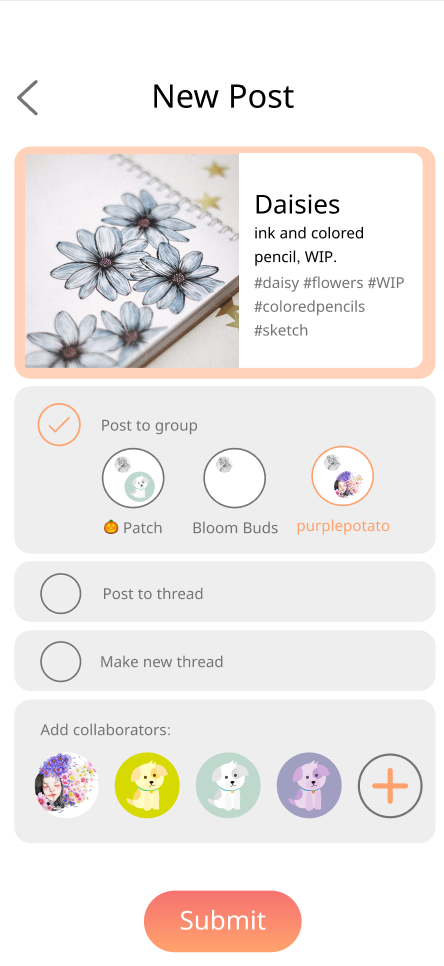 New Post
Daisies
ink and colored
pencil, WIP.
#daisy #flowers #WIP
#coloredpencils
#sketch
Post to group
🎃 Patch
Bloom Buds
purplepotato
Post to thread
Make new thread
Add collaborators:
Submit